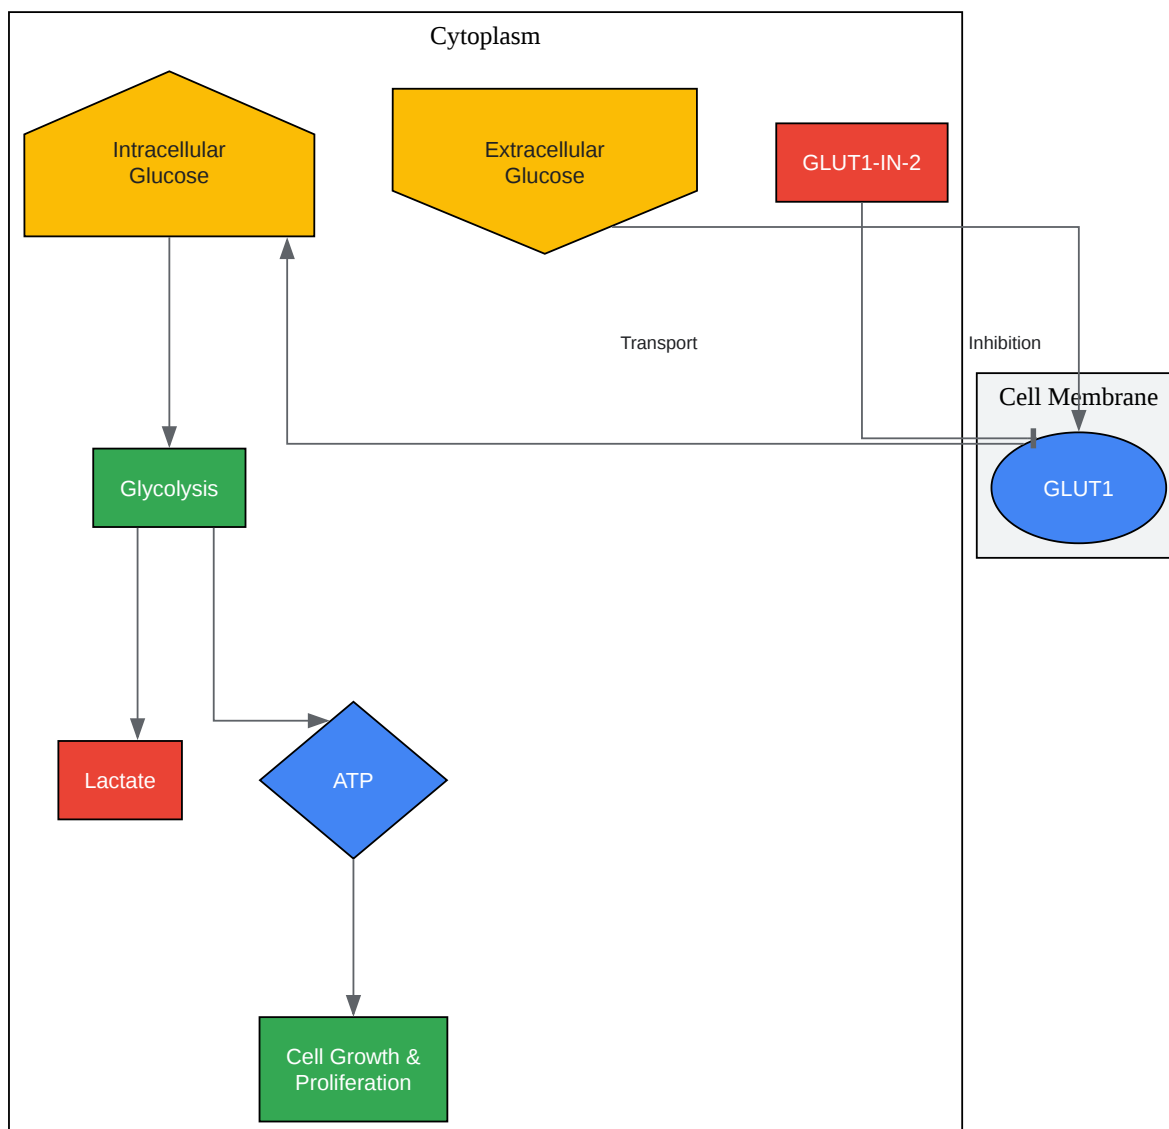 Cytoplasm
Intracellular
Glucose
Extracellular
Glucose
GLUT1-IN-2
Transport
Inhibition
Cell Membrane
GLUT1
Glycolysis
Lactate
ATP
Cell Growth &
Proliferation